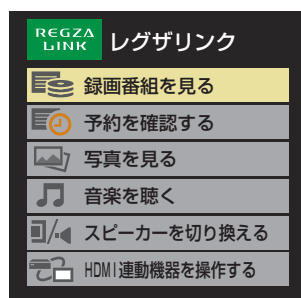 REGZA
LINK レグザリンク
録画番組を見る
予約を確認する
写真を見る
音楽を聴く
スピーカーを切り換える
HDMI連動機器を操作する